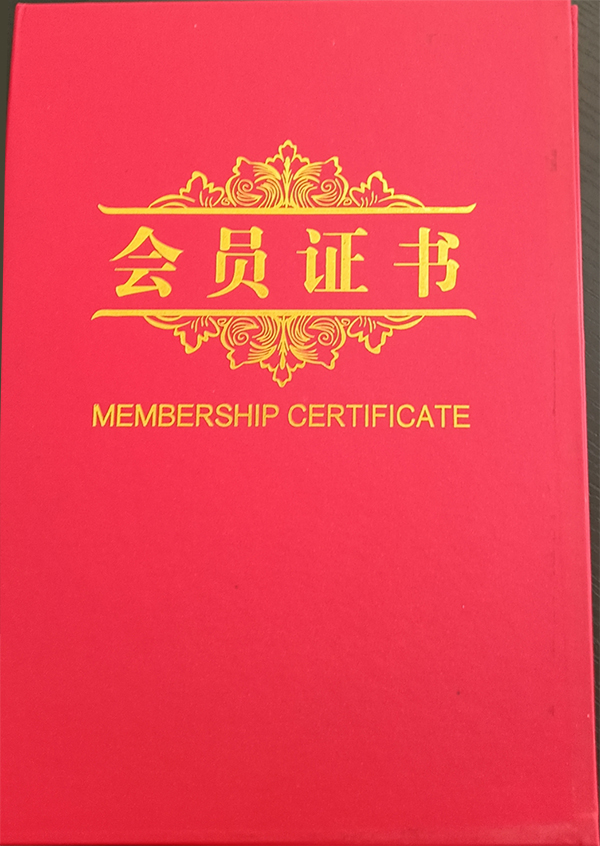 会员证书
MEMBERSHIP CERTIFICATE